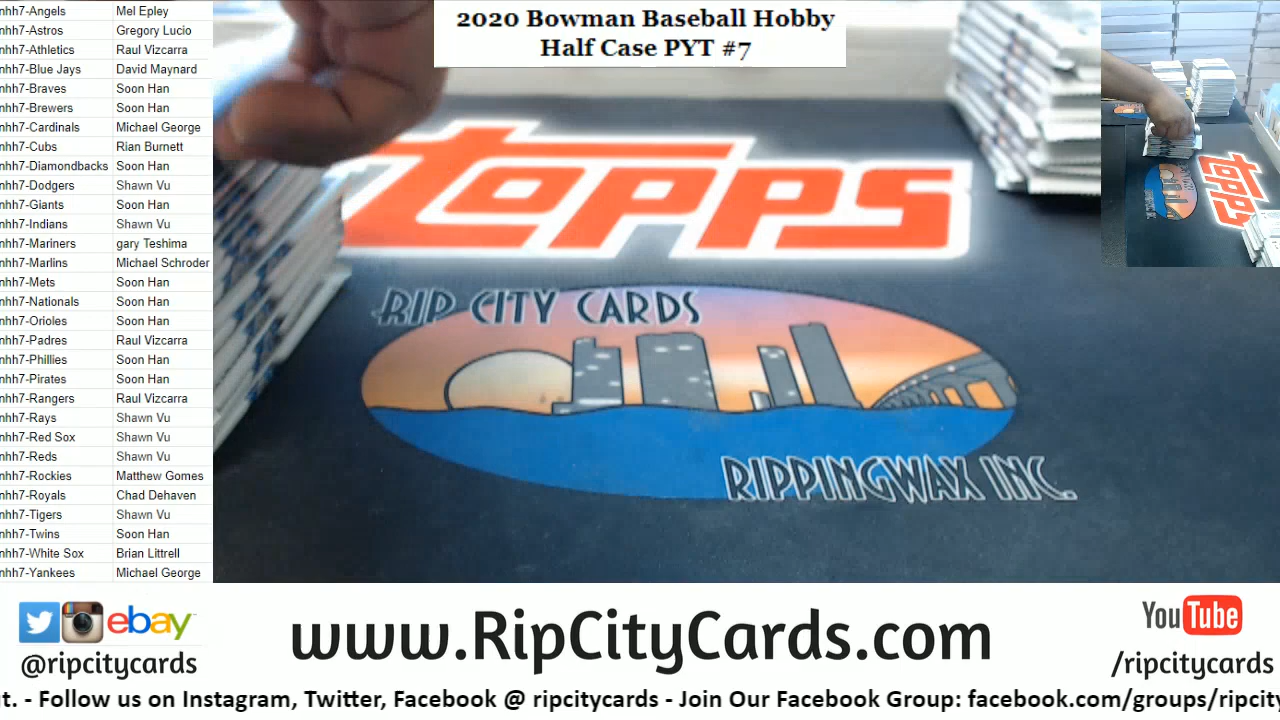 2020 Bowman Baseball Hobby
Half Case PYT #7
nhh7-Angels Mel Epley
nhh7-Astros Gregory Lucio
nhh7-Athletics Raul Vizcarra
nhh7-Blue Jays David Maynard
nhh7-Braves Soon Han
nhh7-Brewers Soon Han
nhh7-Cardinals Michael George
nhh7-Cubs Rian Burnett
nhh7-Diamondbacks Soon Han
nhh7-Dodgers Shawn Vu
nhh7-Giants Soon Han
nhh7-Indians Shawn Vu
nhh7-Mariners gary Teshima
nhh7-Marlins Michael Schroder
nhh7-Mets Soon Han
nhh7-Nationals Soon Han
nhh7-Orioles Soon Han
nhh7-Padres Raul Vizcarra
nhh7-Phillies Soon Han
nhh7-Pirates Soon Han
nhh7-Rangers Raul Vizcarra
nhh7-Rays Shawn Vu
nhh7-Red Sox Shawn Vu
nhh7-Reds Shawn Vu
nhh7-Rockies Matthew Gomes
nhh7-Royals Chad Dehaven
nhh7-Tigers Shawn Vu
nhh7-Twins Soon Han
nhh7-White Sox Brian Littrell
nhh7-Yankees Michael George
topps
RIP CITY CARDS
RIPPINGWAX INC.
topps
ebay
@ripcitycards
www.RipCityCards.com
YouTube
/ripcitycards
t. - Follow us on Instagram, Twitter, Facebook @ ripcitycards - Join Our Facebook Group: facebook.com/groups/ripcity